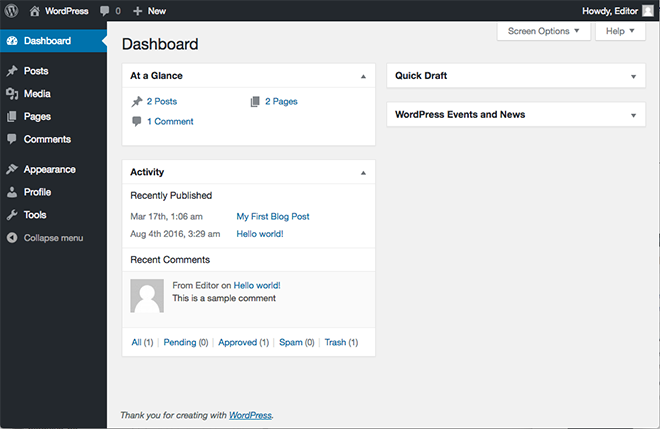 WordPress 0 New Howdy, Editor
Dashboard
Posts
Media
Pages
Comments
Appearance
Profile
Tools
Collapse menu
Screen Options Help
Dashboard
At a Glance
2 Posts 2 Pages
1 Comment
Activity
Recently Published
Mar 17th, 1:06 am My First Blog Post
Aug 4th 2016, 3:29 am Hello world!
Recent Comments
From Editor on Hello world!
This is a sample comment
All (1) | Pending (0) | Approved (1) | Spam (0) | Trash (1)
Quick Draft
WordPress Events and News
Thank you for creating with WordPress.